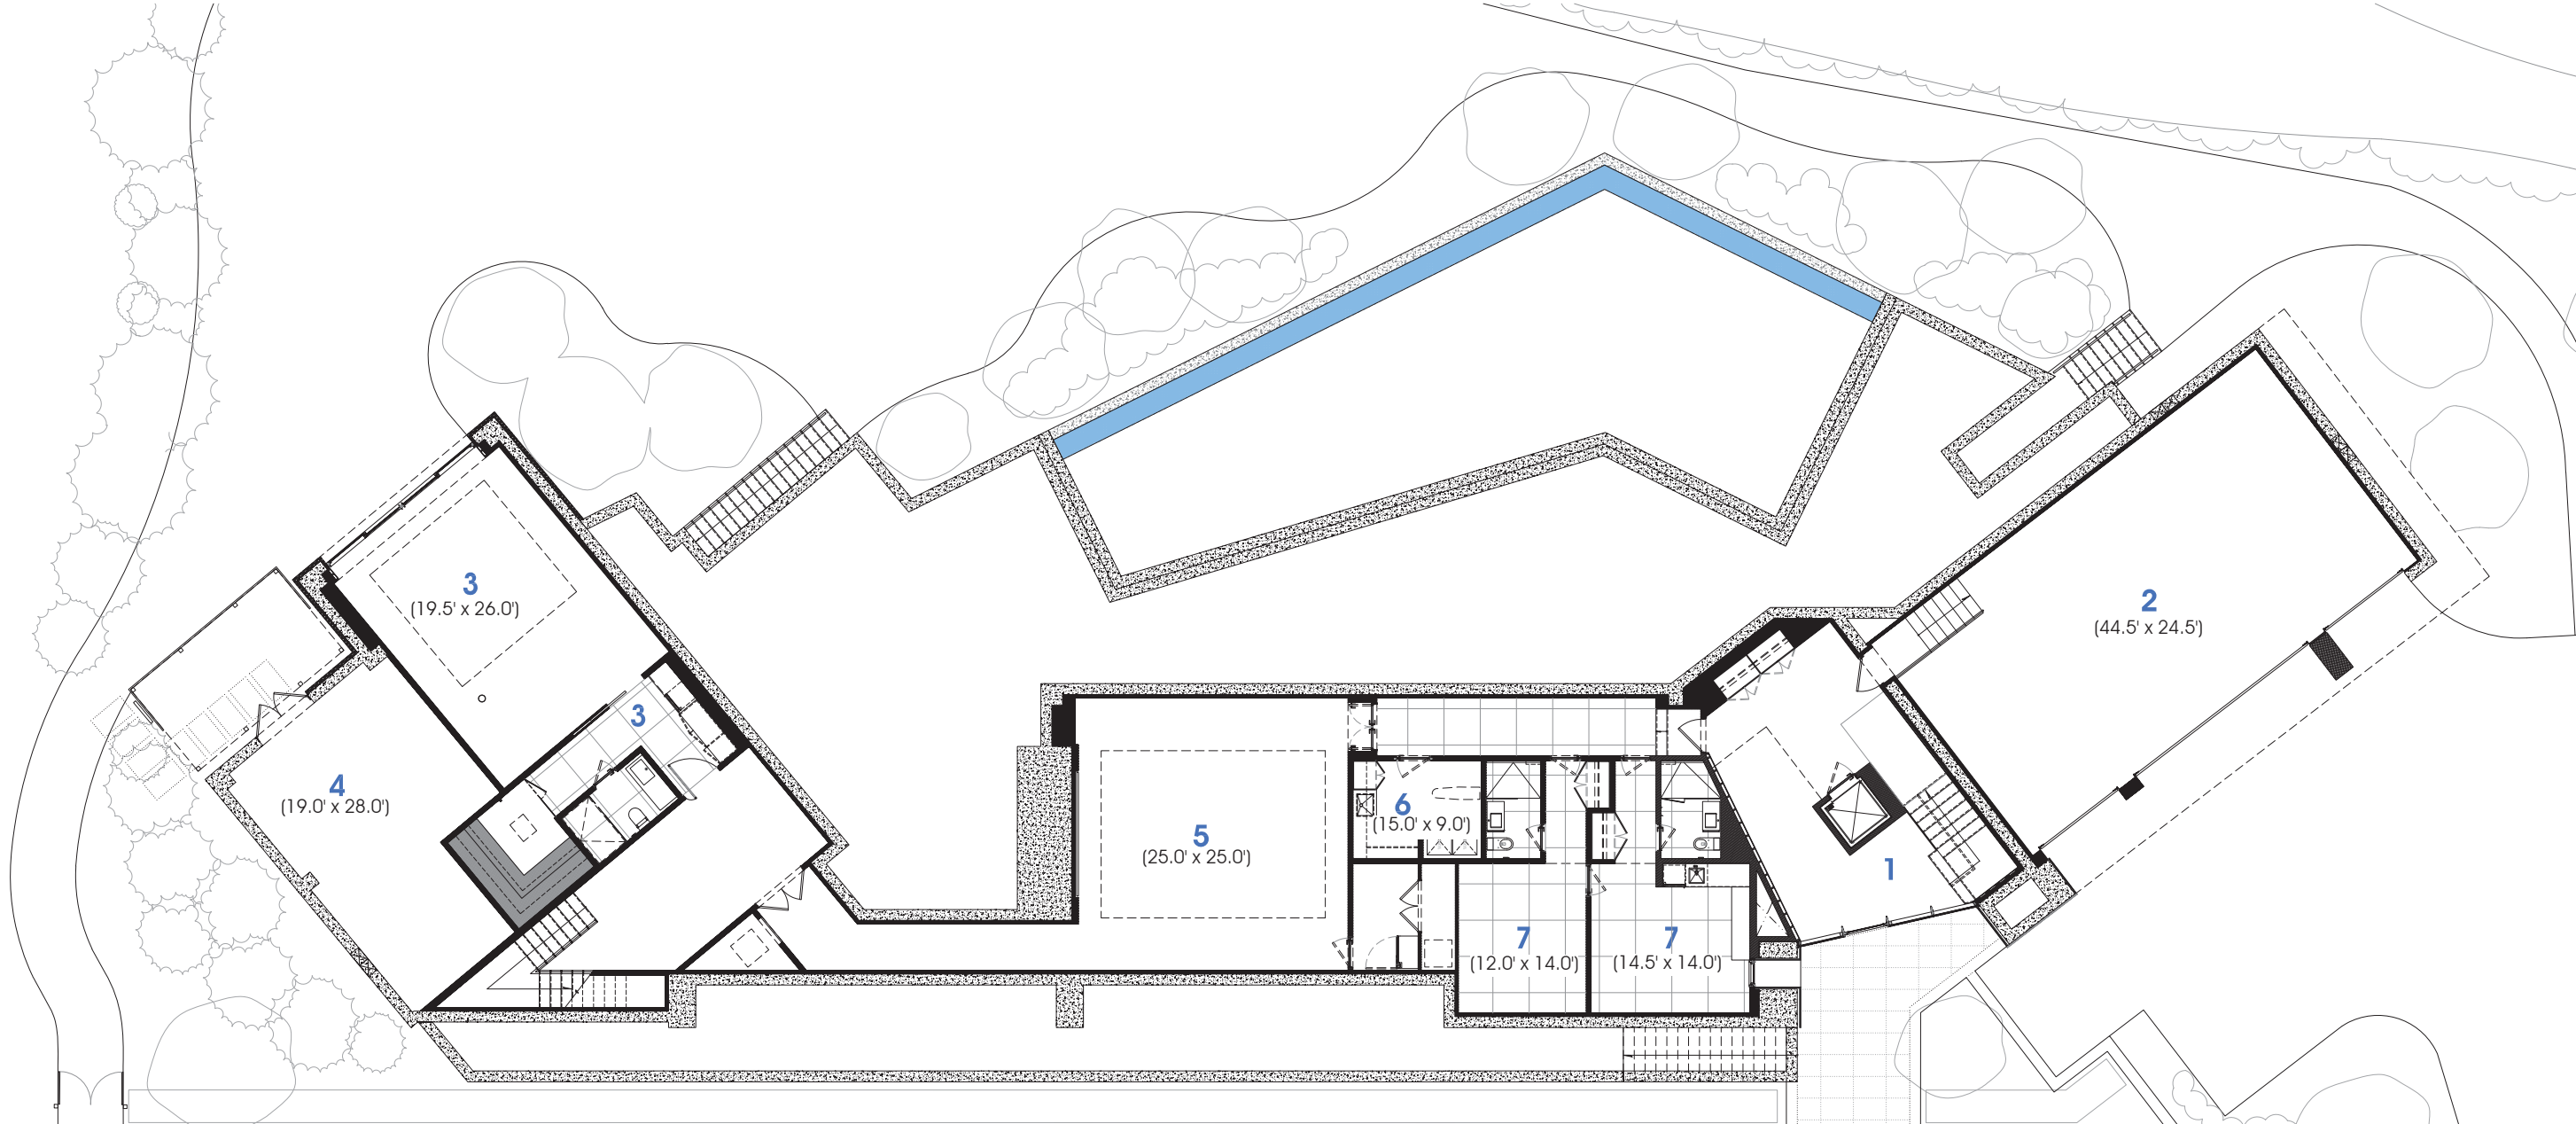 3
(19.5' x 26.0')
2
(44.5' x 24.5')
3
4
(19.0' x 28.0')
6
(15.0' x 9.0')
5
(25.0' x 25.0')
1
7
(12.0' x 14.0')
7
(14.5' x 14.0')